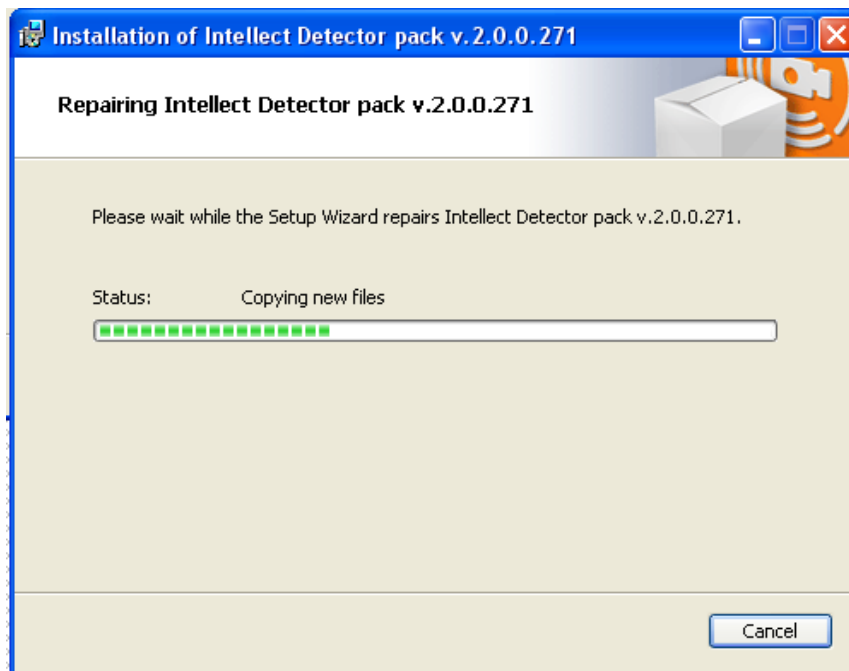 Installation of Intellect Detector pack v.2.0.0.271
Repairing Intellect Detector pack v.2.0.0.271
Please wait while the Setup Wizard repairs Intellect Detector pack v.2.0.0.271.
Status: Copying new files
Cancel